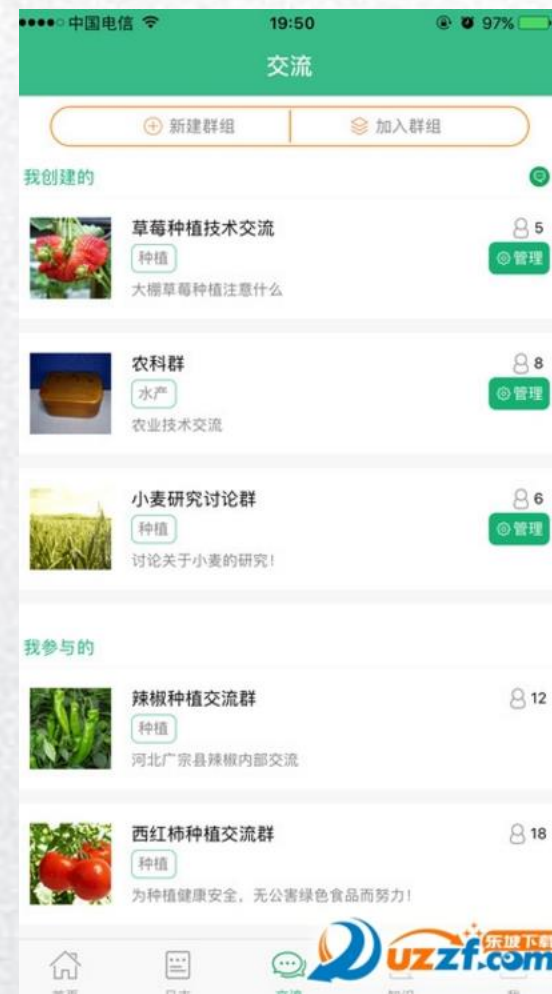 中国电信 19:50 97%
交流
新建群组 加入群组
我创建的
草莓种植技术交流 5
种植 管理
大棚草莓种植注意什么
农科群 8
水产 管理
农业技术交流
小麦研究讨论群 6
种植 管理
讨论关于小麦的研究！
我参与的
辣椒种植交流群 12
种植
河北广宗县辣椒内部交流
西红柿种植交流群 18
种植
为种植健康安全，无公害绿色食品而努力！
乐坡下载
uzzf.com